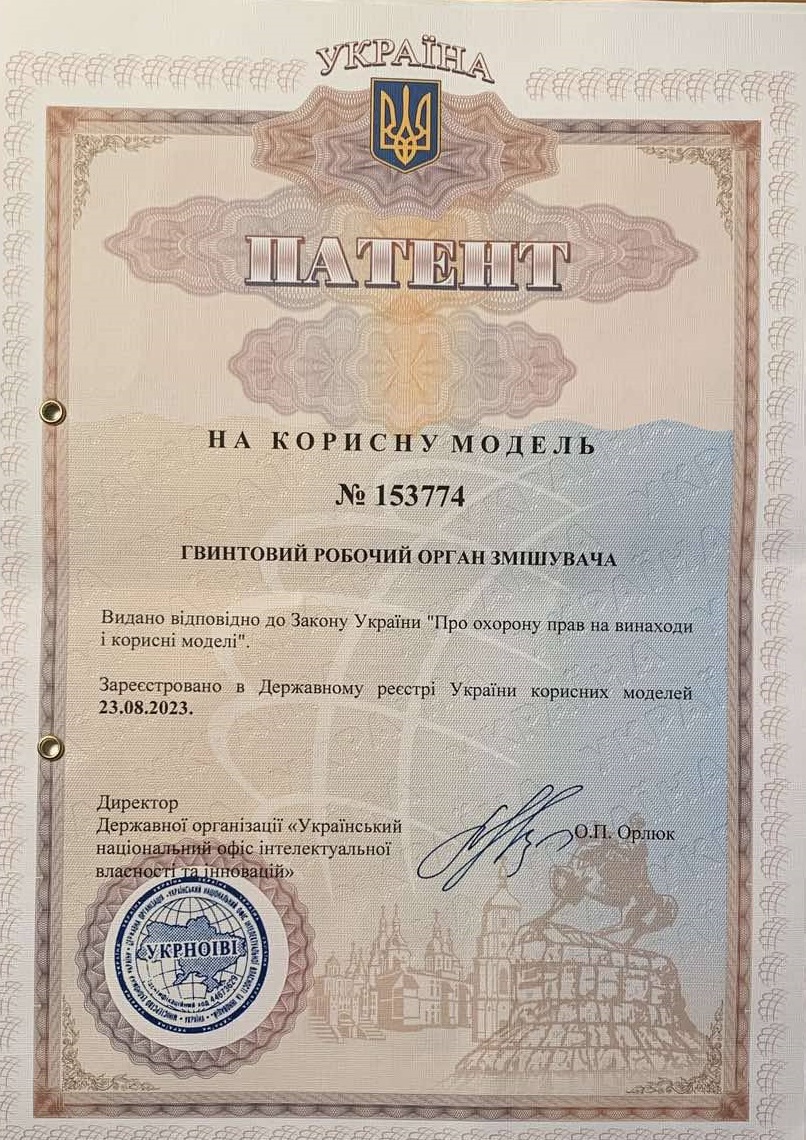 УКРАЇНА
ПАТЕНТ
НА КОРИСНУ МОДЕЛЬ
№ 153774
ГВИНТОВИЙ РОБОЧИЙ ОРГАН ЗМІШУВАЧА
Видано відповідно до Закону України "Про охорону прав на винаходи
і корисні моделі".
Зареєстровано в Державному реєстрі України корисних моделей
23.08.2023.
Директор
Державної організації «Український
національний офіс інтелектуальної
власності та інновацій»
О.П. Орлюк
УКРНОІВІ